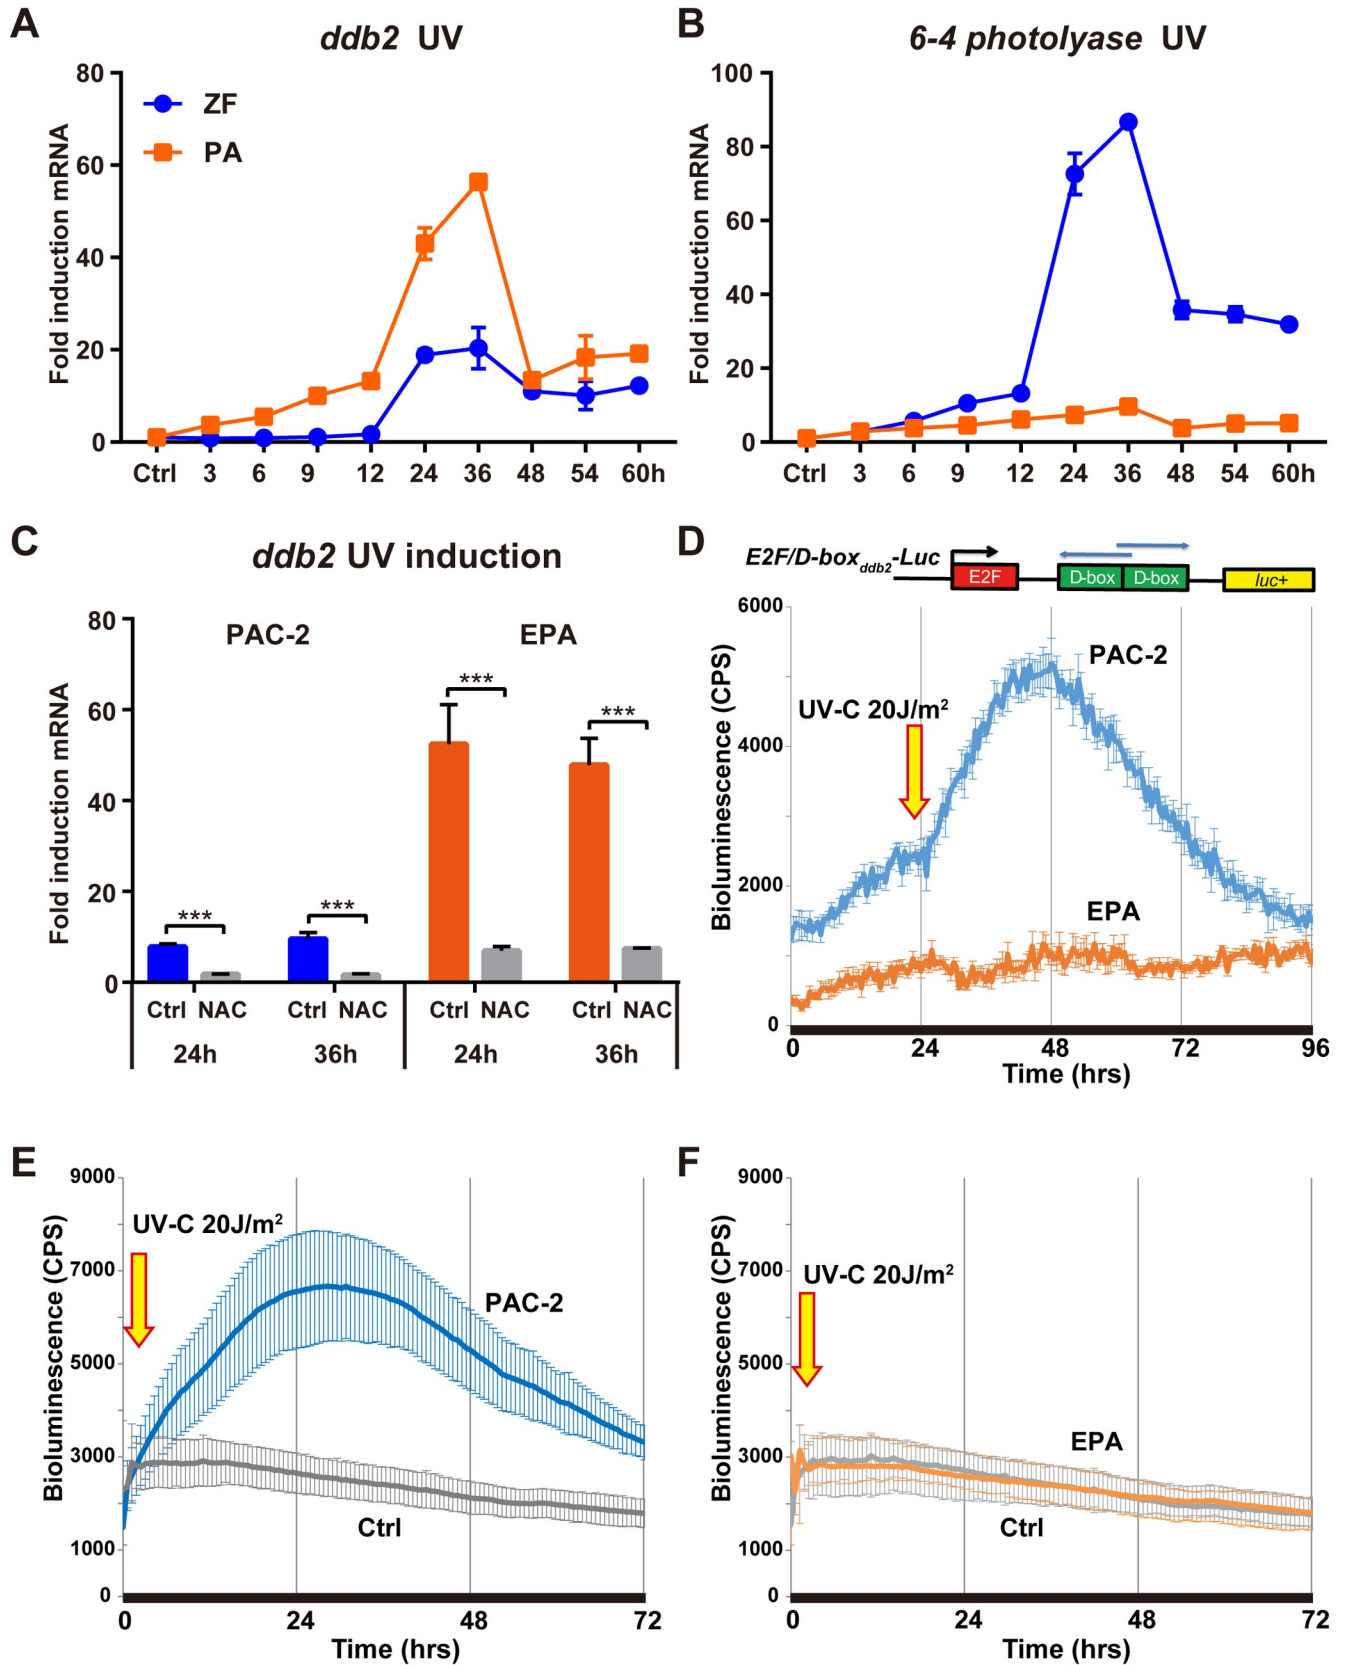 A
ddb2 UV
Fold induction mRNA
80
60
40
20
0
ZF
PA
Ctrl 3 6 9 12 24 36 48 54 60h
B
6-4 photolyase UV
Fold induction mRNA
100
80
60
40
20
0
Ctrl 3 6 9 12 24 36 48 54 60h
C
ddb2 UV induction
Fold induction mRNA
80
60
40
20
0
PAC-2 EPA
*** *** *** ***
Ctrl NAC Ctrl NAC Ctrl NAC Ctrl NAC
24h 36h 24h 36h
D
E2F/D-boxddb2-Luc
E2F D-box D-box luc+
Bioluminescence (CPS)
6000
4000
2000
0
PAC-2
UV-C 20J/m2
EPA
0 24 48 72 96
Time (hrs)
E
Bioluminescence (CPS)
9000
7000
5000
3000
1000
0
UV-C 20J/m2
PAC-2
Ctrl
0 24 48 72
Time (hrs)
F
Bioluminescence (CPS)
9000
7000
5000
3000
1000
0
UV-C 20J/m2
EPA
Ctrl
0 24 48 72
Time (hrs)